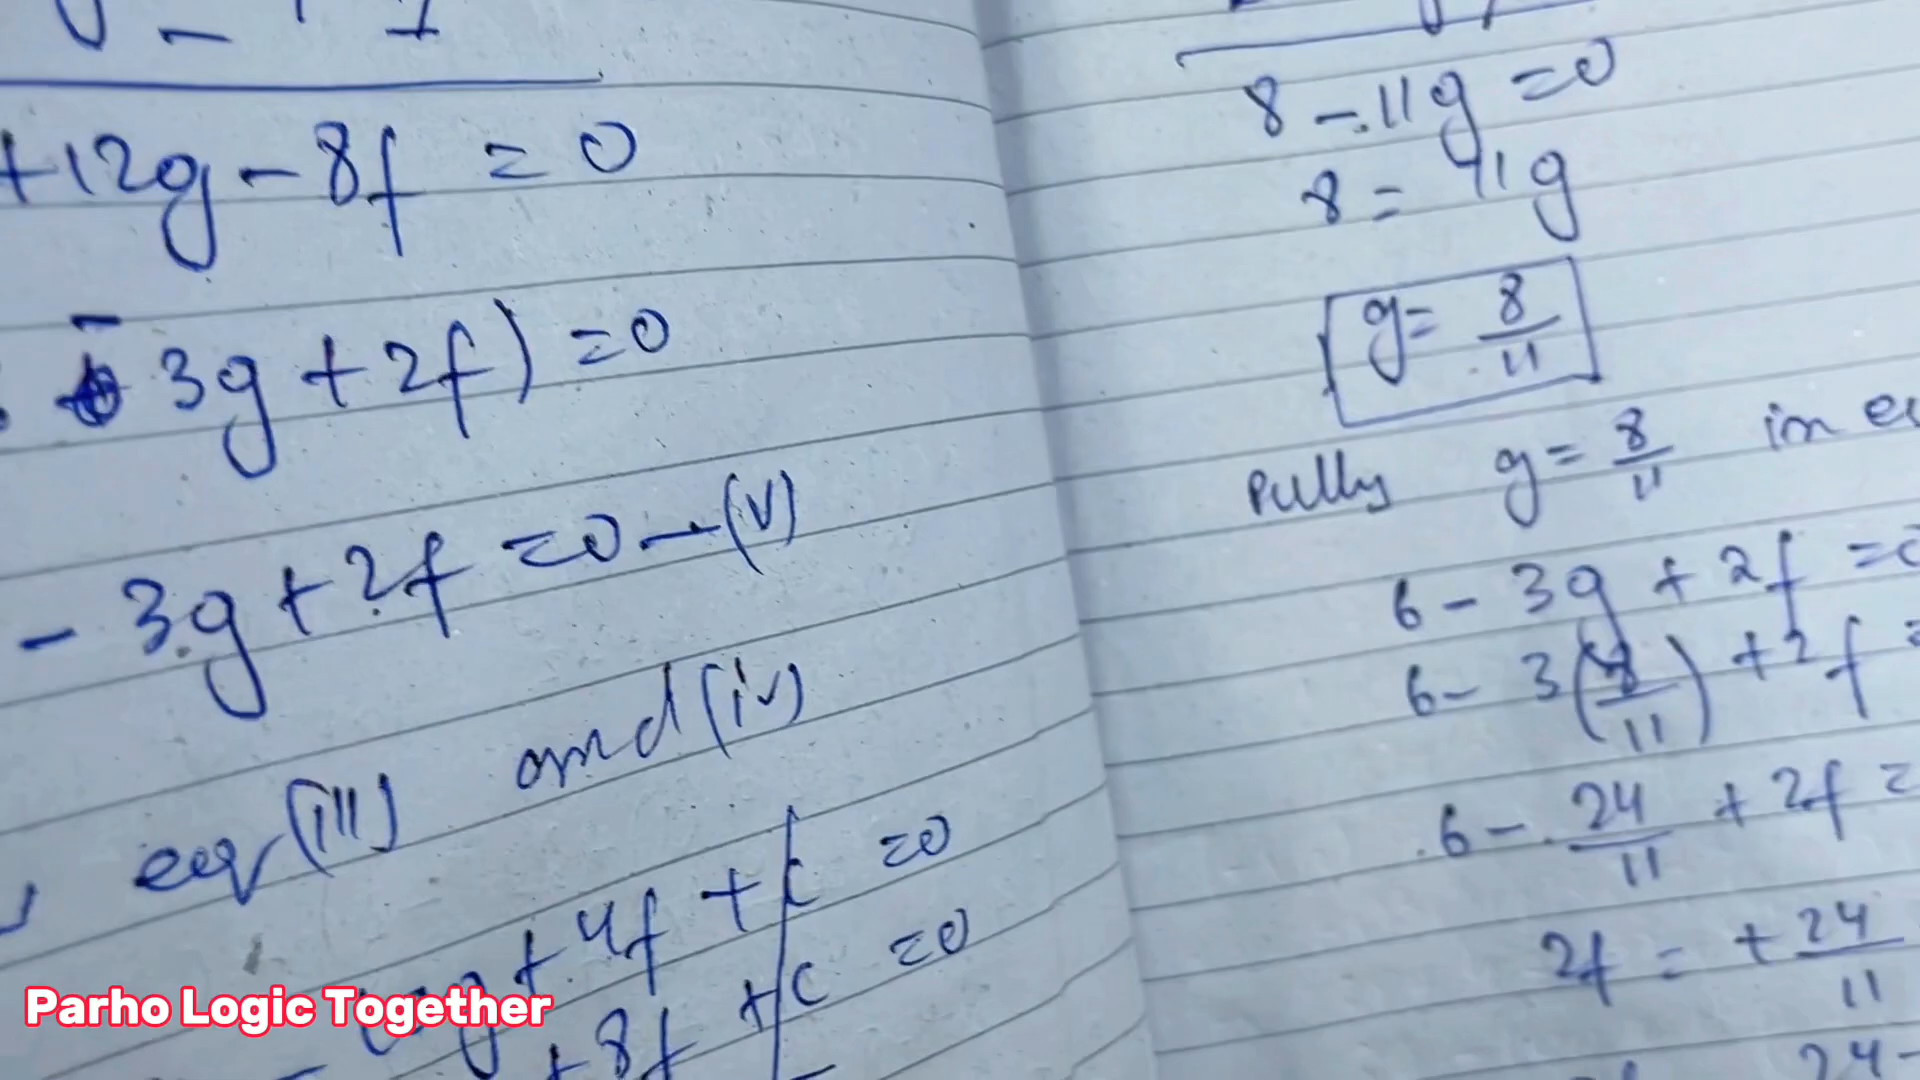 +12g - 8f = 0
3g + 2f) = 0
- 3g + 2f = 0 - (v)
eq (iii) and (iv)
+ 4f + c = 0
+ 8f + c = 0
8 - 11g = 0
8 = 11g
g = 8/11
g = 8/11 in
6 - 3g + 2f =
6 - 3(8/11) + 2f =
6 - 24/11 + 2f =
2f = + 24/11
24 -
Parho Logic Together